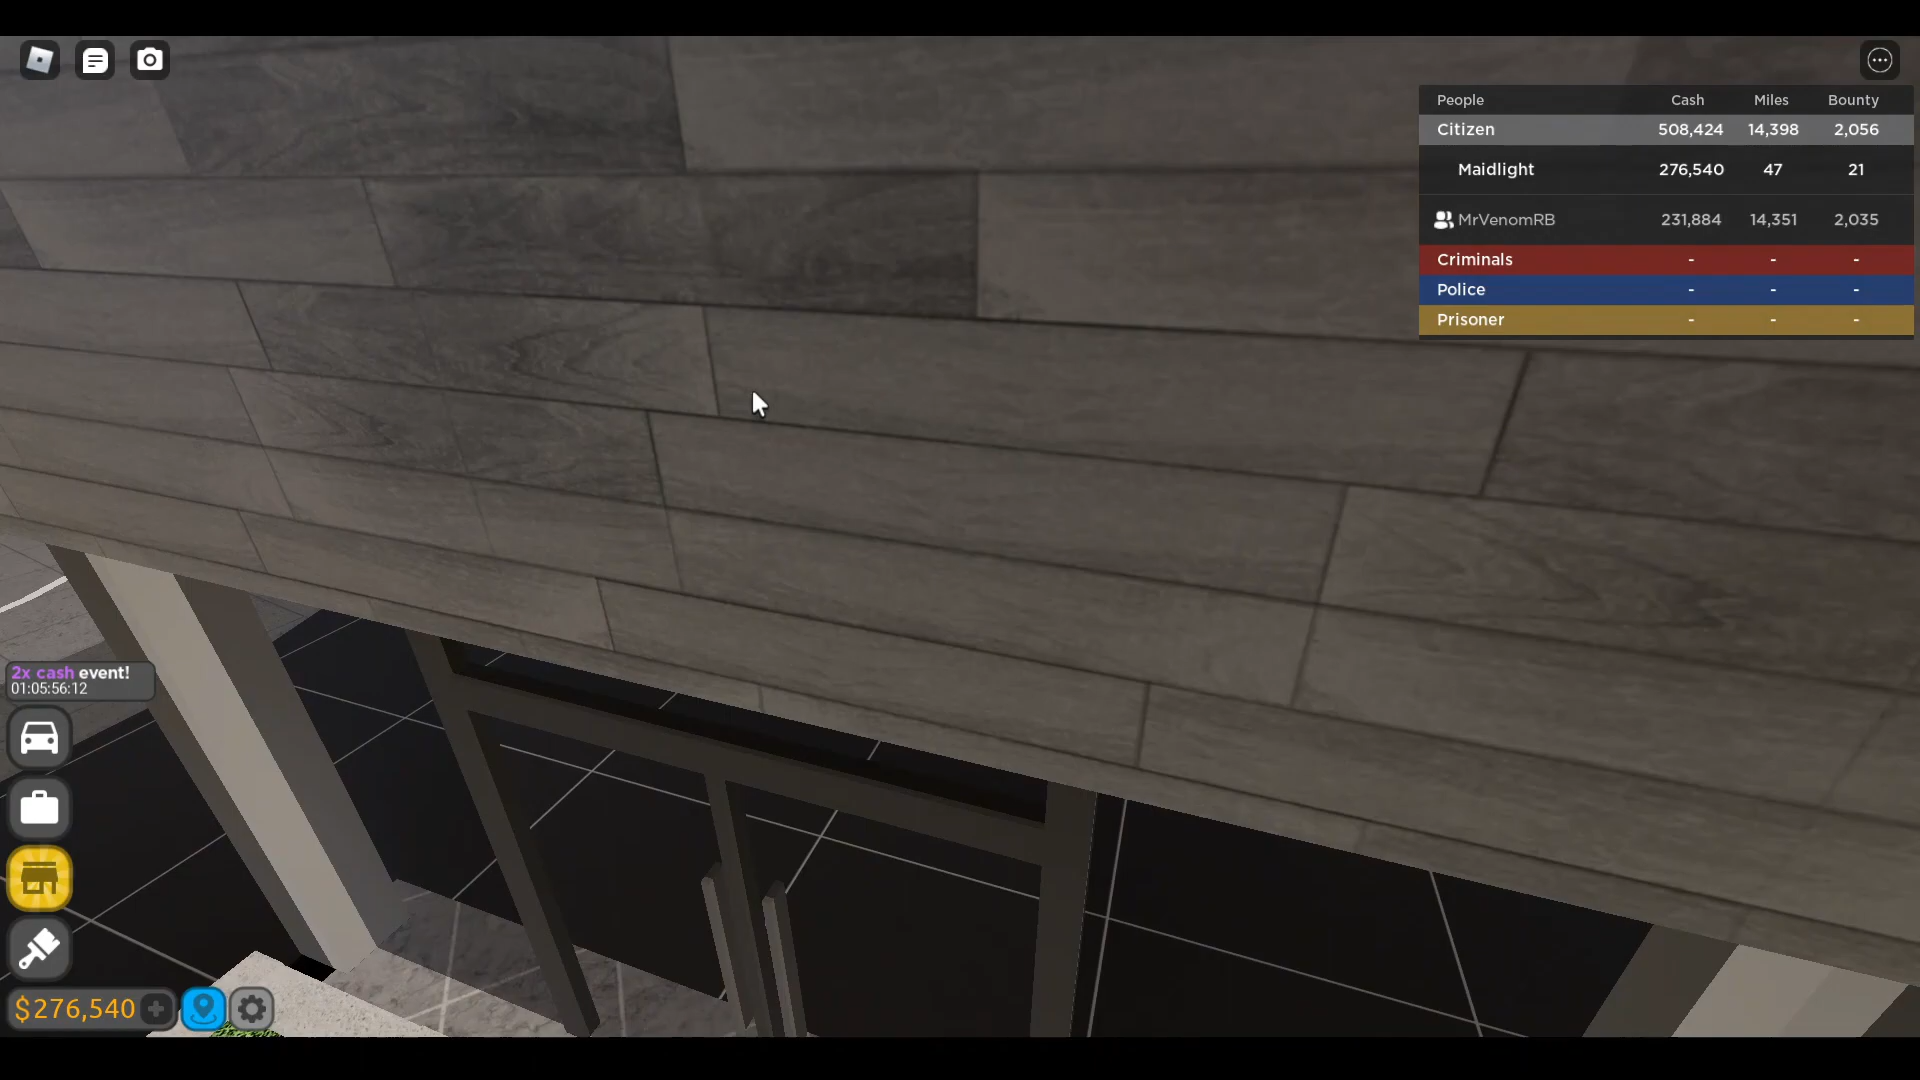 People Cash Miles Bounty
Citizen 508,424 14,398 2,056
Maidlight 276,540 47 21
MrVenomRB 231,884 14,351 2,035
Criminals - - -
Police - - -
Prisoner - - -
2x cash event!
01:05:56:12
$276,540